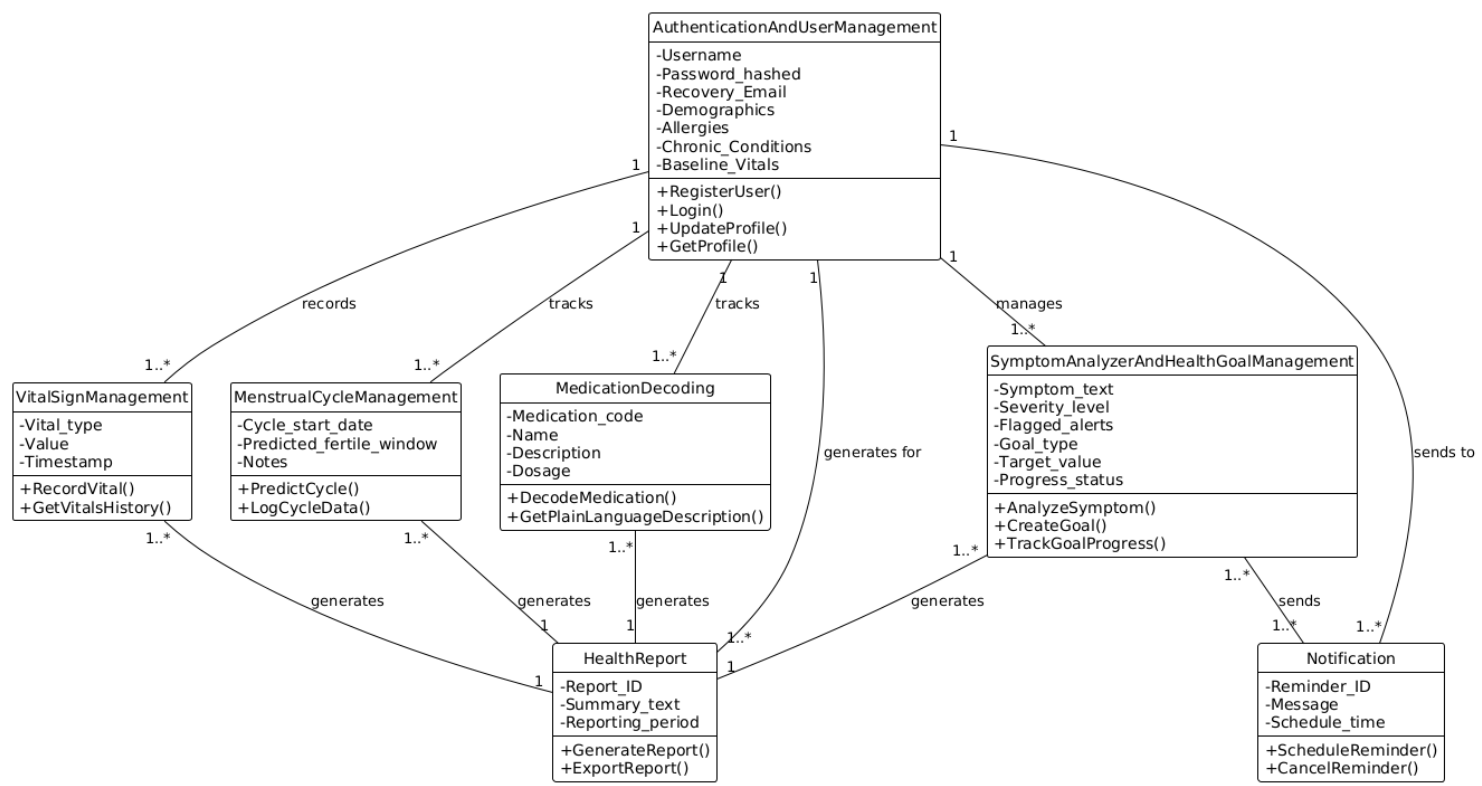 AuthenticationAndUserManagement
-Username
-Password_hashed
-Recovery_Email
-Demographics
-Allergies
-Chronic_Conditions
-Baseline_Vitals
+RegisterUser()
+Login()
+UpdateProfile()
+GetProfile()
1
1
1
1
1
1
records
tracks
tracks
manages
generates for
sends to
1..*
1..*
1..*
1..*
VitalSignManagement
-Vital_type
-Value
-Timestamp
+RecordVital()
+GetVitalsHistory()
MenstrualCycleManagement
-Cycle_start_date
-Predicted_fertile_window
-Notes
+PredictCycle()
+LogCycleData()
MedicationDecoding
-Medication_code
-Name
-Description
-Dosage
+DecodeMedication()
+GetPlainLanguageDescription()
SymptomAnalyzerAndHealthGoalManagement
-Symptom_text
-Severity_level
-Flagged_alerts
-Goal_type
-Target_value
-Progress_status
+AnalyzeSymptom()
+CreateGoal()
+TrackGoalProgress()
1..*
1..*
1..*
1..*
1..*
generates
generates
generates
generates
sends
1
1
1
1..*
1
1..*
1..*
HealthReport
-Report_ID
-Summary_text
-Reporting_period
+GenerateReport()
+ExportReport()
Notification
-Reminder_ID
-Message
-Schedule_time
+ScheduleReminder()
+CancelReminder()